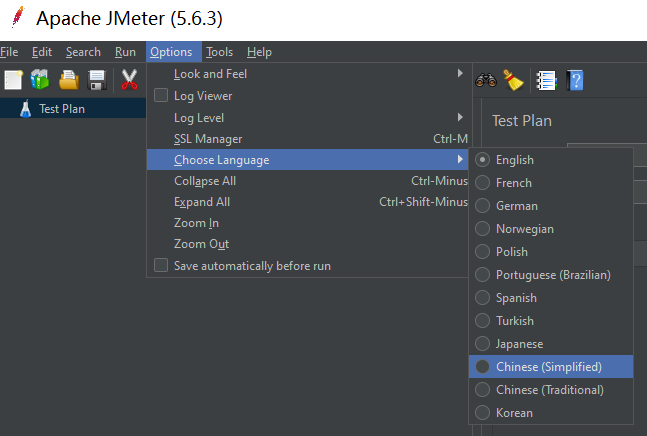 Apache JMeter (5.6.3)
File Edit Search Run Options Tools Help
Test Plan
Look and Feel
Log Viewer
Log Level
SSL Manager Ctrl-M
Choose Language
Collapse All Ctrl-Minus
Expand All Ctrl+Shift-Minus
Zoom In
Zoom Out
Save automatically before run
Test Plan
English
French
German
Norwegian
Polish
Portuguese (Brazilian)
Spanish
Turkish
Japanese
Chinese (Simplified)
Chinese (Traditional)
Korean